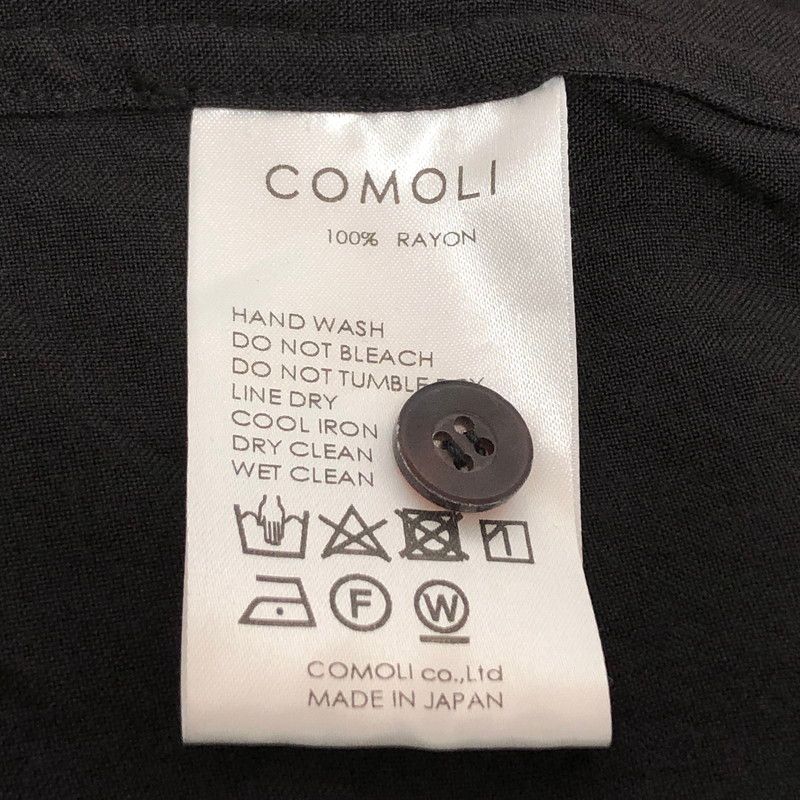 COMOLI
100% RAYON
HAND WASH
DO NOT BLEACH
DO NOT TUMBLE
LINE DRY
COOL IRON
DRY CLEAN
WET CLEAN
F
W
COMOLI co.,Ltd
MADE IN JAPAN